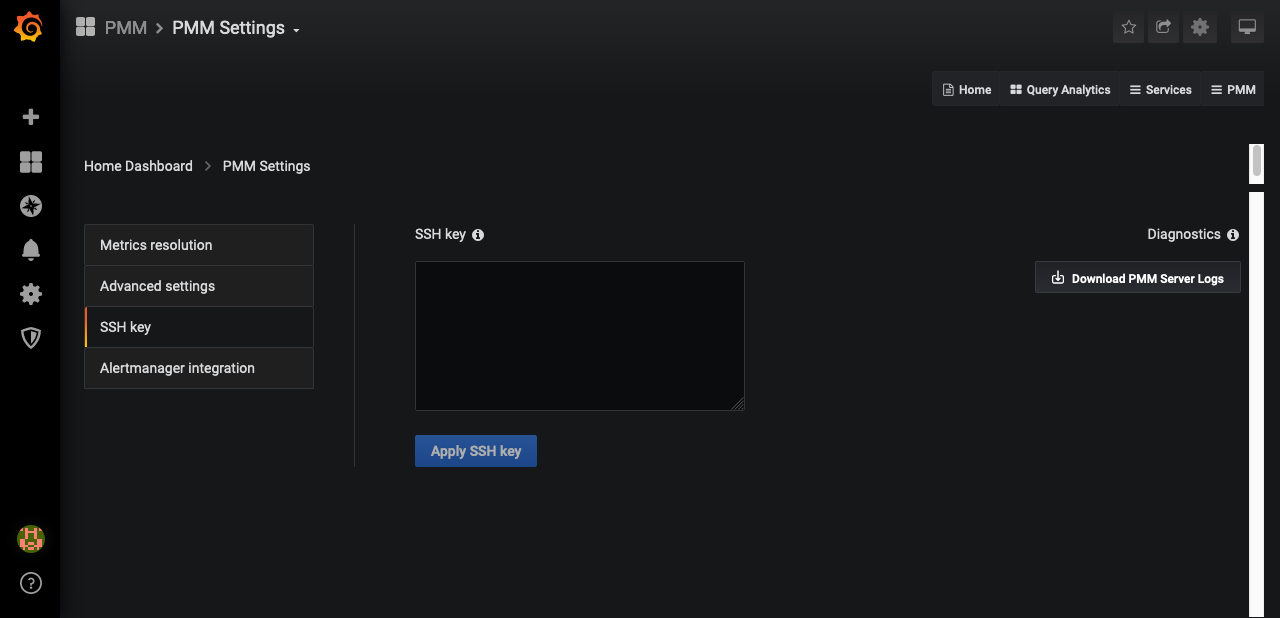 PMM > PMM Settings
Home Query Analytics Services PMM
Home Dashboard > PMM Settings
Metrics resolution
Advanced settings
SSH key
Alertmanager integration
SSH key
Apply SSH key
Diagnostics
Download PMM Server Logs